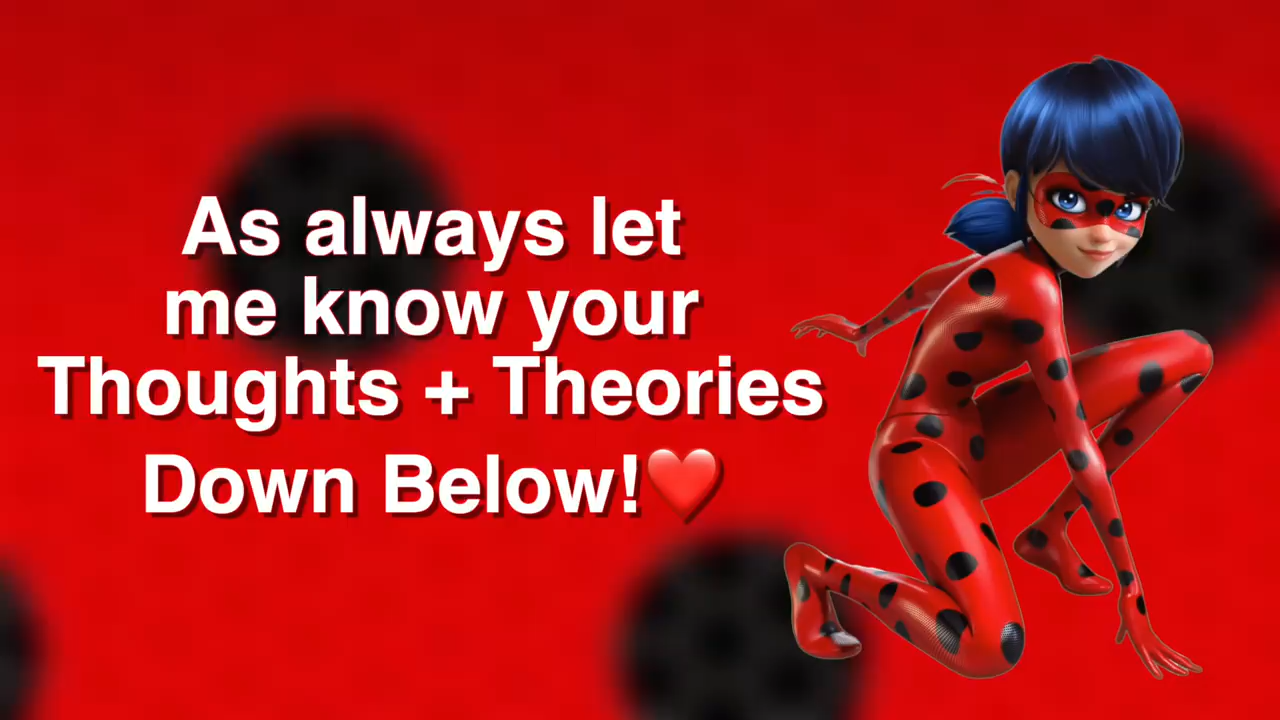 As always let
me know your
Thoughts + Theories
Down Below!❤️